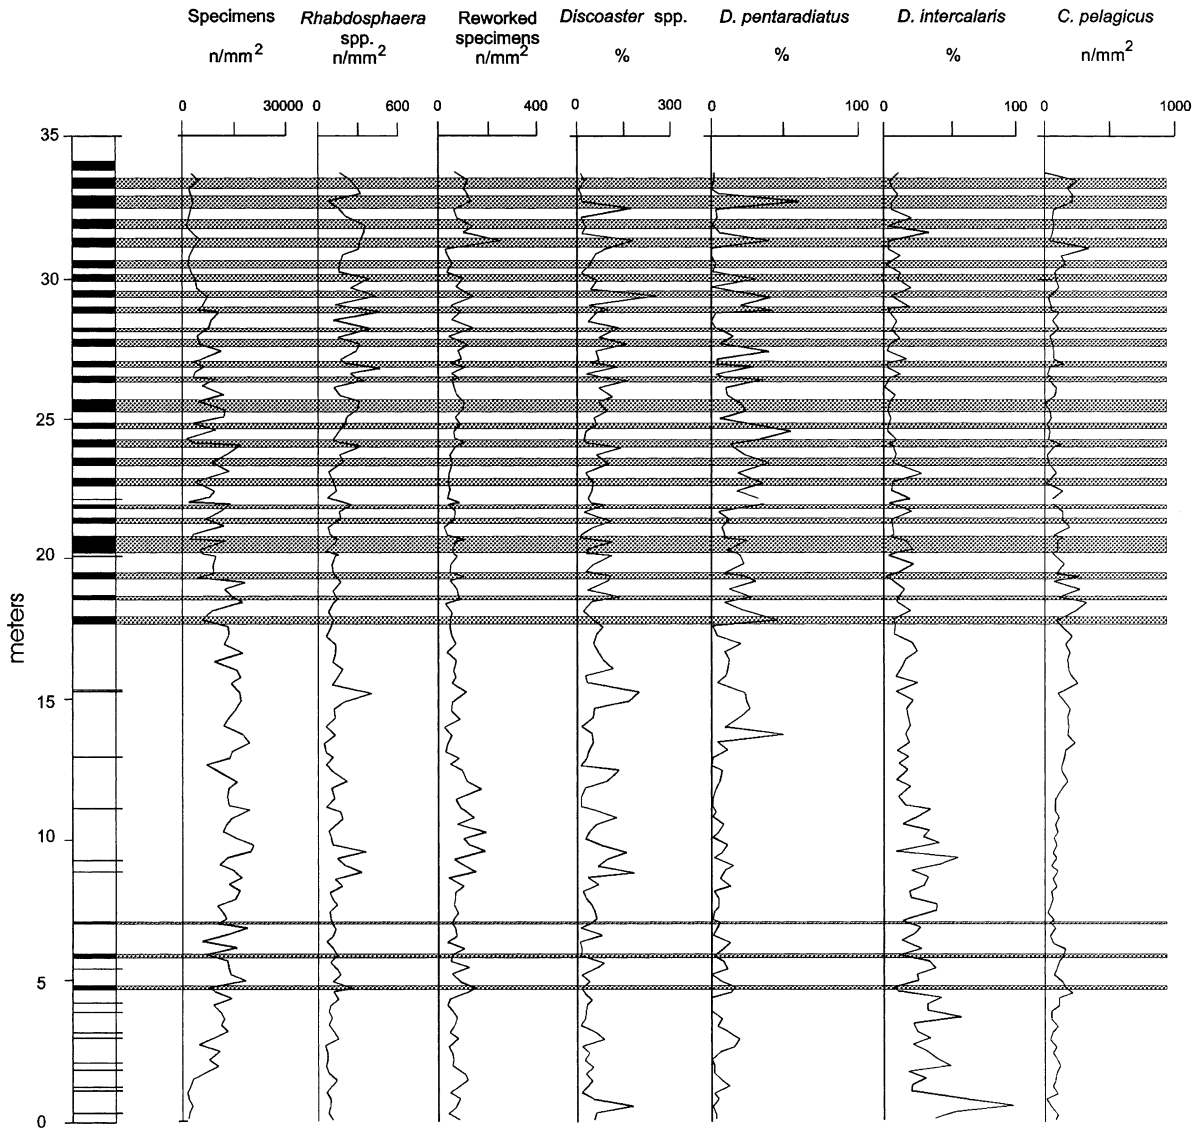 Specimens
n/mm2
Rhabdosphaera
spp.
n/mm2
Reworked
specimens
n/mm2
Discoaster spp.
%
D. pentaradiatus
%
D. intercalaris
%
C. pelagicus
n/mm2
0 30000 0 600 0 400 0 300 0 100 0 100 0 1000
35
30
25
20
15
10
5
0
meters